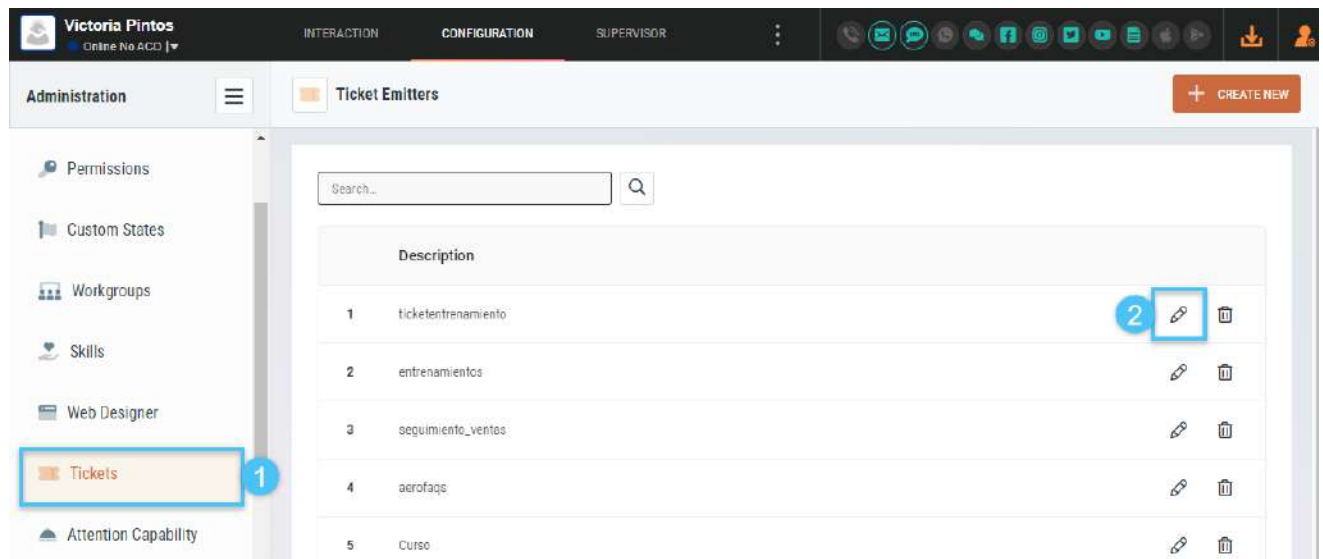 Victoria Pintos
Online No ACD
INTERACTION CONFIGURATION SUPERVISOR
Administration
Ticket Emitters
CREATE NEW
Permissions
Custom States
Workgroups
Skills
Web Designer
Tickets
1
Attention Capability
Search...
Description
1 ticketentrenamiento
2
2 entrenamientos
3 seguimiento_ventas
4 aerofaqs
5 Curso